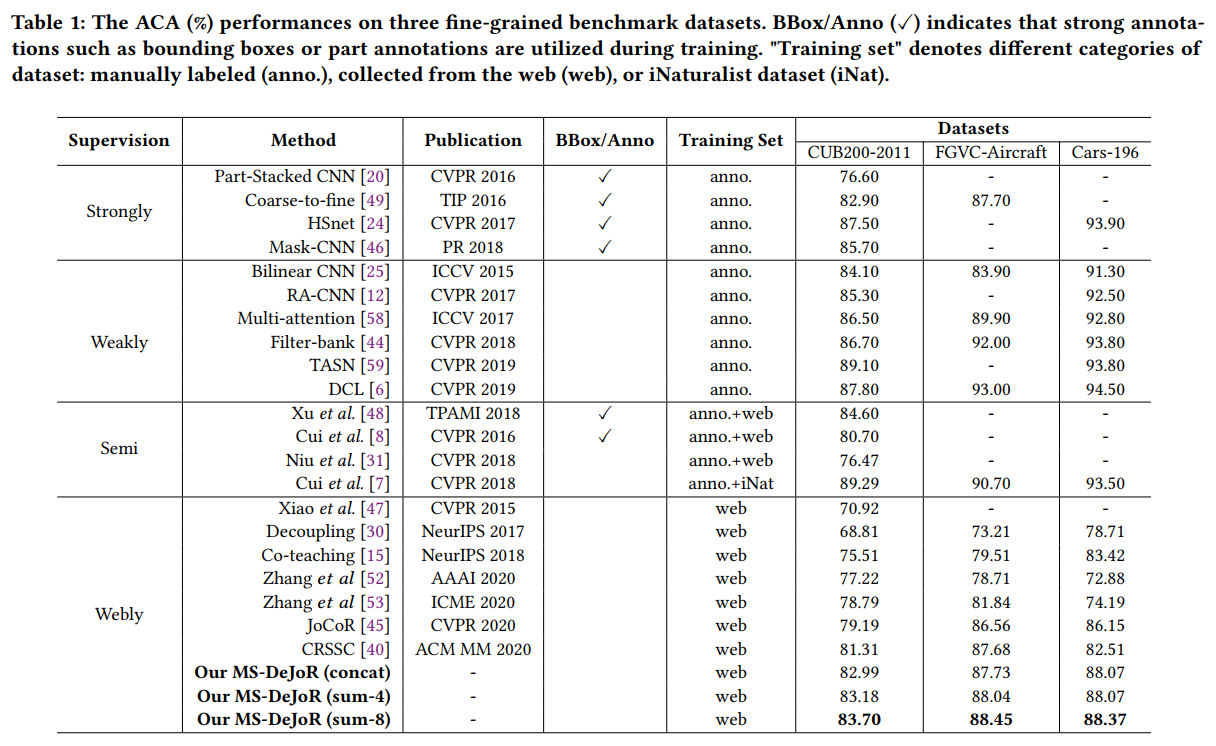 Table 1: The ACA (%) performances on three fine-grained benchmark datasets. BBox/Anno (✓) indicates that strong annota-
tions such as bounding boxes or part annotations are utilized during training. "Training set" denotes different categories of
dataset: manually labeled (anno.), collected from the web (web), or iNaturalist dataset (iNat).
Supervision Method Publication BBox/Anno Training Set Datasets
CUB200-2011 FGVC-Aircraft Cars-196
Strongly
Part-Stacked CNN [20] CVPR 2016 ✓ anno. 76.60 - -
Coarse-to-fine [49] TIP 2016 ✓ anno. 82.90 87.70 -
HSnet [24] CVPR 2017 ✓ anno. 87.50 - 93.90
Mask-CNN [46] PR 2018 ✓ anno. 85.70 - -
Weakly
Bilinear CNN [25] ICCV 2015 anno. 84.10 83.90 91.30
RA-CNN [12] CVPR 2017 anno. 85.30 - 92.50
Multi-attention [58] ICCV 2017 anno. 86.50 89.90 92.80
Filter-bank [44] CVPR 2018 anno. 86.70 92.00 93.80
TASN [59] CVPR 2019 anno. 89.10 - 93.80
DCL [6] CVPR 2019 anno. 87.80 93.00 94.50
Semi
Xu et al. [48] TPAMI 2018 ✓ anno.+web 84.60 - -
Cui et al. [8] CVPR 2016 ✓ anno.+web 80.70 - -
Niu et al. [31] CVPR 2018 anno.+web 76.47 - -
Cui et al. [7] CVPR 2018 anno.+iNat 89.29 90.70 93.50
Webly
Xiao et al. [47] CVPR 2015 web 70.92 - -
Decoupling [30] NeurIPS 2017 web 68.81 73.21 78.71
Co-teaching [15] NeurIPS 2018 web 75.51 79.51 83.42
Zhang et al [52] AAAI 2020 web 77.22 78.71 72.88
Zhang et al [53] ICME 2020 web 78.79 81.84 74.19
JoCoR [45] CVPR 2020 web 79.19 86.56 86.15
CRSSC [40] ACM MM 2020 web 81.31 87.68 82.51
Our MS-DeJoR (concat) - web 82.99 87.73 88.07
Our MS-DeJoR (sum-4) - web 83.18 88.04 88.07
Our MS-DeJoR (sum-8) - web 83.70 88.45 88.37